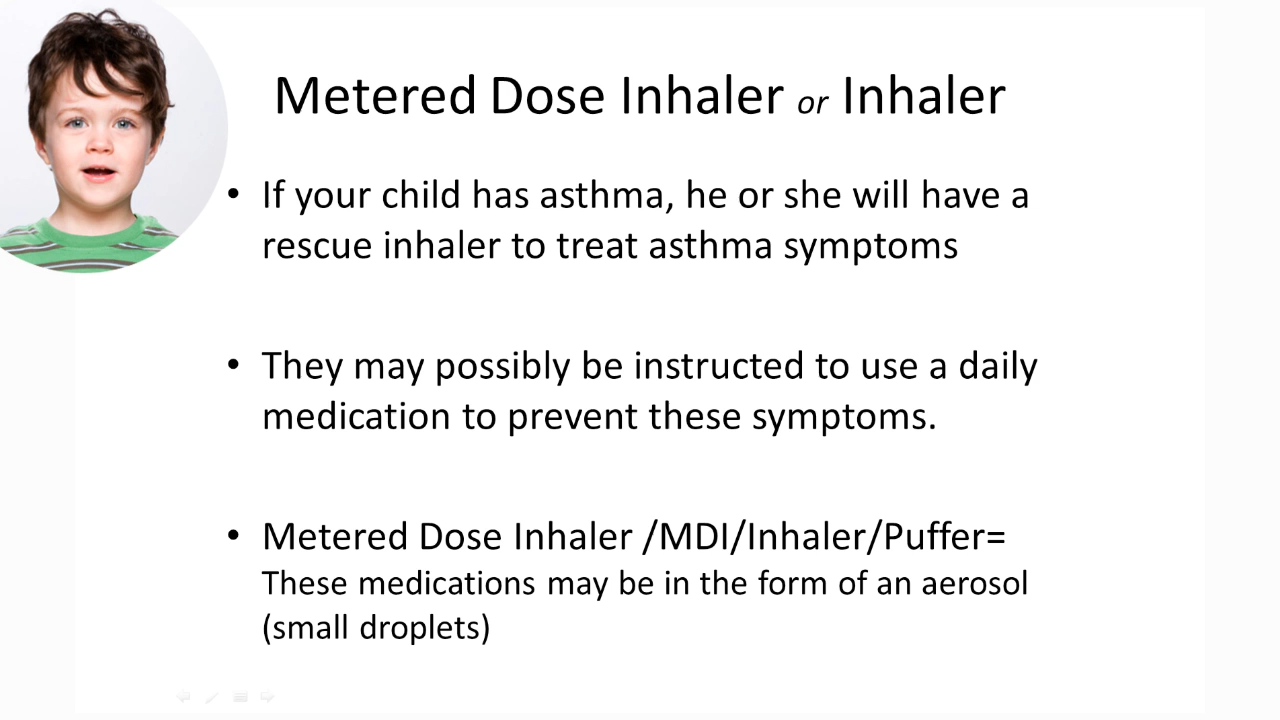 Metered Dose Inhaler or Inhaler
• If your child has asthma, he or she will have a
rescue inhaler to treat asthma symptoms
• They may possibly be instructed to use a daily
medication to prevent these symptoms.
• Metered Dose Inhaler /MDI/Inhaler/Puffer=
These medications may be in the form of an aerosol
(small droplets)